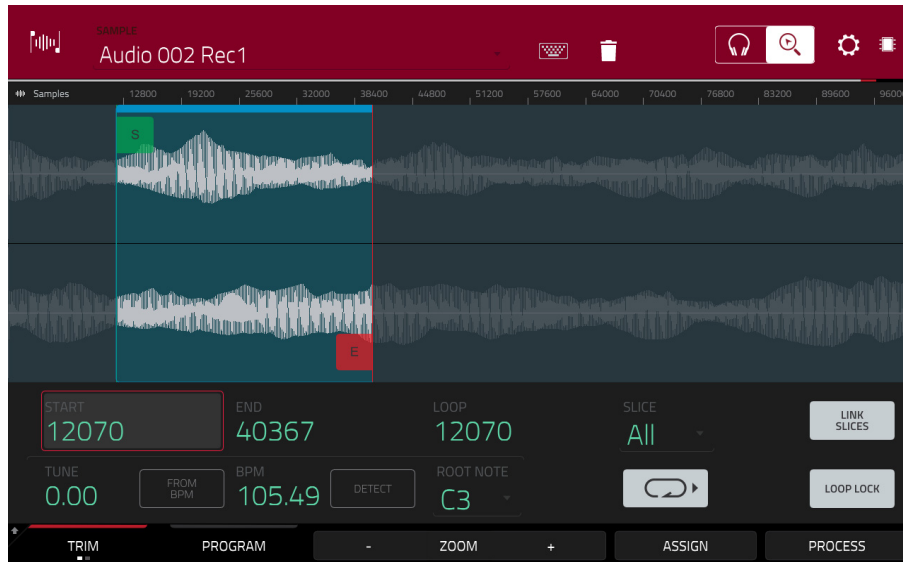 SAMPLE
Audio 002 Rec1
Samples 12800 19200 25600 32000 38400 44800 51200 57600 64000 70400 76800 83200 89600 96000
S
E
START END LOOP SLICE
12070 40367 12070 All
LINK SLICES
TUNE BPM ROOT NOTE
0.00 FROM BPM 105.49 DETECT C3
LOOP LOCK
TRIM PROGRAM - ZOOM + ASSIGN PROCESS